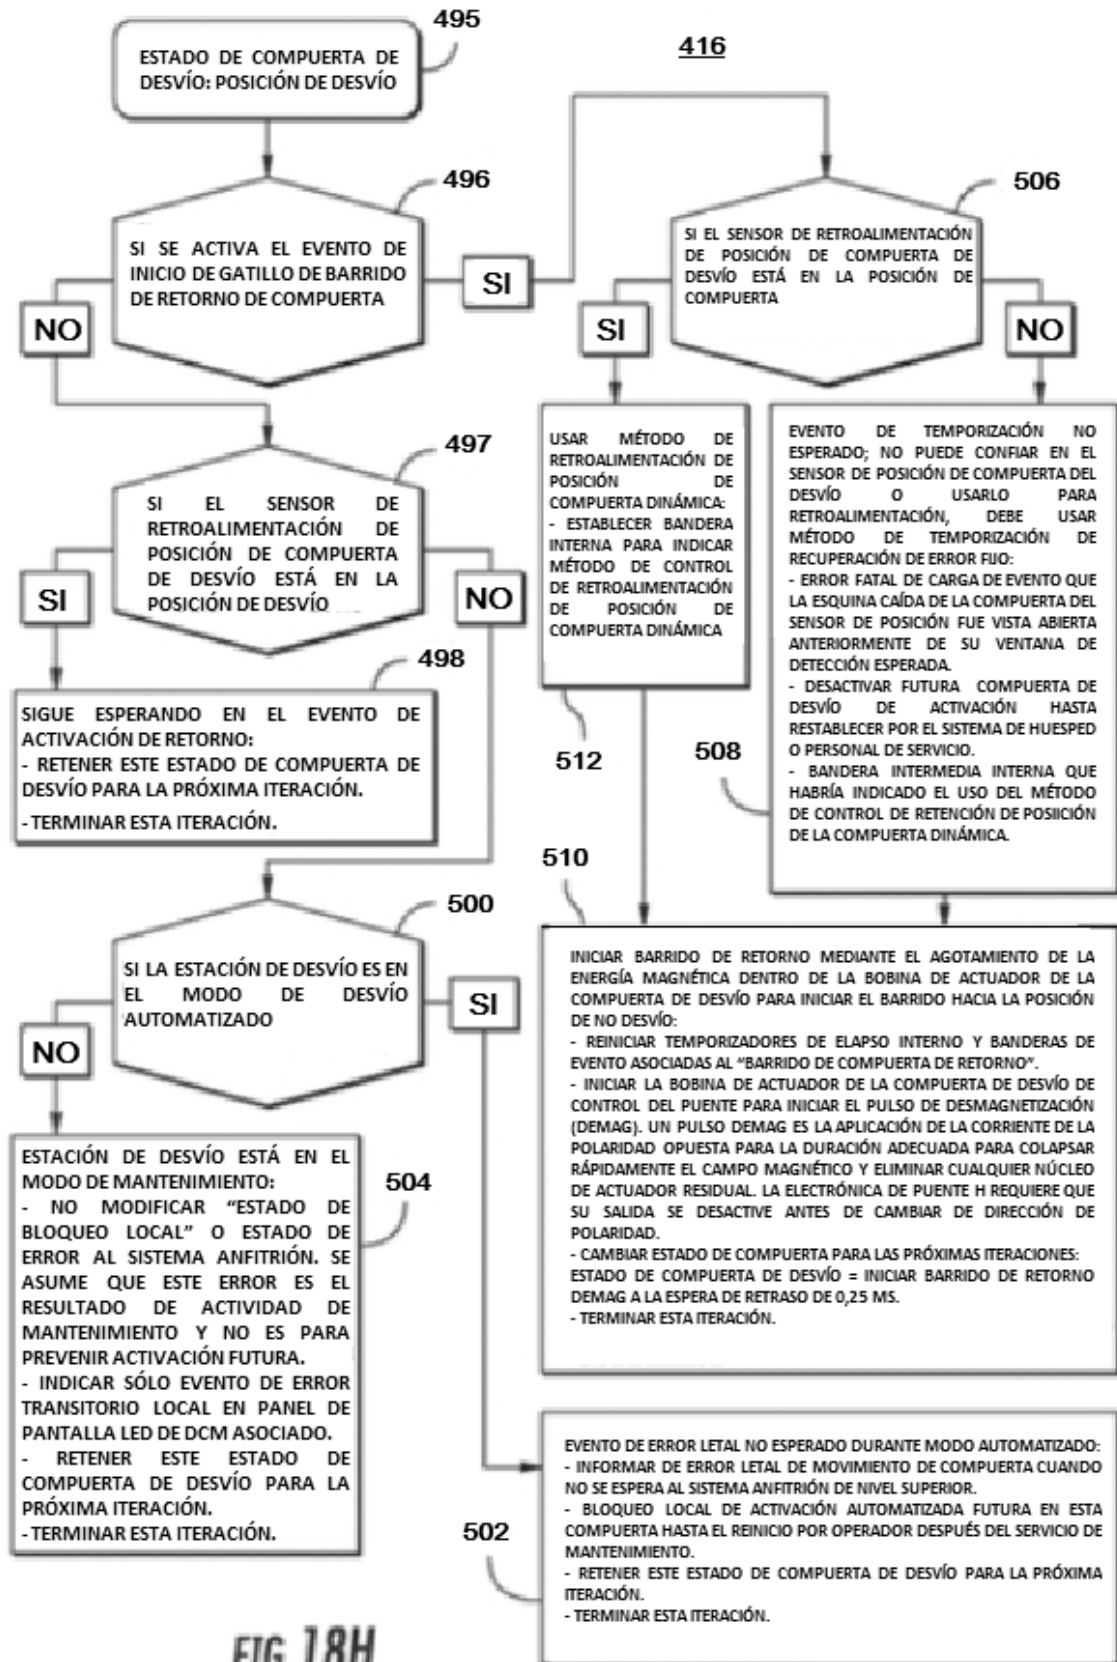 495
ESTADO DE COMPUERTA DE
DESVÍO: POSICIÓN DE DESVÍO
416
496
SI SE ACTIVA EL EVENTO DE
INICIO DE GATILLO DE BARRIDO
DE RETORNO DE COMPUERTA
SI
NO
506
SI EL SENSOR DE RETROALIMENTACIÓN
DE POSICIÓN DE COMPUERTA DE
DESVÍO ESTÁ EN LA POSICIÓN DE
COMPUERTA
SI
NO
497
SI EL SENSOR DE
RETROALIMENTACIÓN DE
POSICIÓN DE COMPUERTA
DE DESVÍO ESTÁ EN LA
POSICIÓN DE DESVÍO
SI
NO
498
SIGUE ESPERANDO EN EL EVENTO DE
ACTIVACIÓN DE RETORNO:
- RETENER ESTE ESTADO DE COMPUERTA DE
DESVÍO PARA LA PRÓXIMA ITERACIÓN.
- TERMINAR ESTA ITERACIÓN.
USAR MÉTODO DE
RETROALIMENTACIÓN DE
POSICIÓN DE
COMPUERTA DINÁMICA:
- ESTABLECER BANDERA
INTERNA PARA INDICAR
MÉTODO DE CONTROL
DE RETROALIMENTACIÓN
DE POSICIÓN DE
COMPUERTA DINÁMICA
512
EVENTO DE TEMPORIZACIÓN NO
ESPERADO; NO PUEDE CONFIAR EN EL
SENSOR DE POSICIÓN DE COMPUERTA DEL
DESVÍO O USARLO PARA
RETROALIMENTACIÓN, DEBE USAR
MÉTODO DE TEMPORIZACIÓN DE
RECUPERACIÓN DE ERROR FIJO:
- ERROR FATAL DE CARGA DE EVENTO QUE
LA ESQUINA CAÍDA DE LA COMPUERTA DEL
SENSOR DE POSICIÓN FUE VISTA ABIERTA
ANTERIORMENTE DE SU VENTANA DE
DETECCIÓN ESPERADA.
- DESACTIVAR FUTURA COMPUERTA DE
DESVÍO DE ACTIVACIÓN HASTA
RESTABLECER POR EL SISTEMA DE HUESPED
O PERSONAL DE SERVICIO.
- BANDERA INTERMEDIA INTERNA QUE
HABRÍA INDICADO EL USO DEL MÉTODO
DE CONTROL DE RETENCIÓN DE POSIICIÓN
DE LA COMPUERTA DINÁMICA.
508
500
SI LA ESTACIÓN DE DESVÍO ES EN
EL MODO DE DESVÍO
AUTOMATIZADO
SI
NO
510
INICIAR BARRIDO DE RETORNO MEDIANTE EL AGOTAMIENTO DE LA
ENERGÍA MAGNÉTICA DENTRO DE LA BOBINA DE ACTUADOR DE LA
COMPUERTA DE DESVÍO PARA INICIAR EL BARRIDO HACIA LA POSICIÓN
DE NO DESVÍO:
- REINICIAR TEMPORIZADORES DE ELAPSO INTERNO Y BANDERAS DE
EVENTO ASOCIADAS AL “BARRIDO DE COMPUERTA DE RETORNO”.
- INICIAR LA BOBINA DE ACTUADOR DE LA COMPUERTA DE DESVÍO DE
CONTROL DEL PUENTE PARA INICIAR EL PULSO DE DESMAGNETIZACIÓN
(DEMAG). UN PULSO DEMAG ES LA APLICACIÓN DE LA CORRIENTE DE LA
POLARIDAD OPUESTA PARA LA DURACIÓN ADECUADA PARA COLAPSAR
RÁPIDAMENTE EL CAMPO MAGNÉTICO Y ELIMINAR CUALQUIER NÚCLEO
DE ACTUADOR RESIDUAL. LA ELECTRÓNICA DE PUENTE H REQUIERE QUE
SU SALIDA SE DESACTIVE ANTES DE CAMBIAR DE DIRECCIÓN DE
POLARIDAD.
- CAMBIAR ESTADO DE COMPUERTA PARA LAS PRÓXIMAS ITERACIONES:
ESTADO DE COMPUERTA DE DESVÍO = INICIAR BARRIDO DE RETORNO
DEMAG A LA ESPERA DE RETRASO DE 0,25 MS.
- TERMINAR ESTA ITERACIÓN.
ESTACIÓN DE DESVÍO ESTÁ EN EL
MODO DE MANTENIMIENTO:
- NO MODIFICAR “ESTADO DE
BLOQUEO LOCAL” O ESTADO DE
ERROR AL SISTEMA ANFITRIÓN. SE
ASUME QUE ESTE ERROR ES EL
RESULTADO DE ACTIVIDAD DE
MANTENIMIENTO Y NO ES PARA
PREVENIR ACTIVACIÓN FUTURA.
- INDICAR SÓLO EVENTO DE ERROR
TRANSITORIO LOCAL EN PANEL DE
PANTALLA LED DE DCM ASOCIADO.
- RETENER ESTE ESTADO DE
COMPUERTA DE DESVÍO PARA LA
PRÓXIMA ITERACIÓN.
- TERMINAR ESTA ITERACIÓN.
504
EVENTO DE ERROR LETAL NO ESPERADO DURANTE MODO AUTOMATIZADO:
- INFORMAR DE ERROR LETAL DE MOVIMIENTO DE COMPUERTA CUANDO
NO SE ESPERA AL SISTEMA ANFITRIÓN DE NIVEL SUPERIOR.
- BLOQUEO LOCAL DE ACTIVACIÓN AUTOMATIZADA FUTURA EN ESTA
COMPUERTA HASTA EL REINICIO POR OPERADOR DESPUÉS DEL SERVICIO DE
MANTENIMIENTO.
- RETENER ESTE ESTADO DE COMPUERTA DE DESVÍO PARA LA PRÓXIMA
ITERACIÓN.
- TERMINAR ESTA ITERACIÓN.
502
FIG 18H